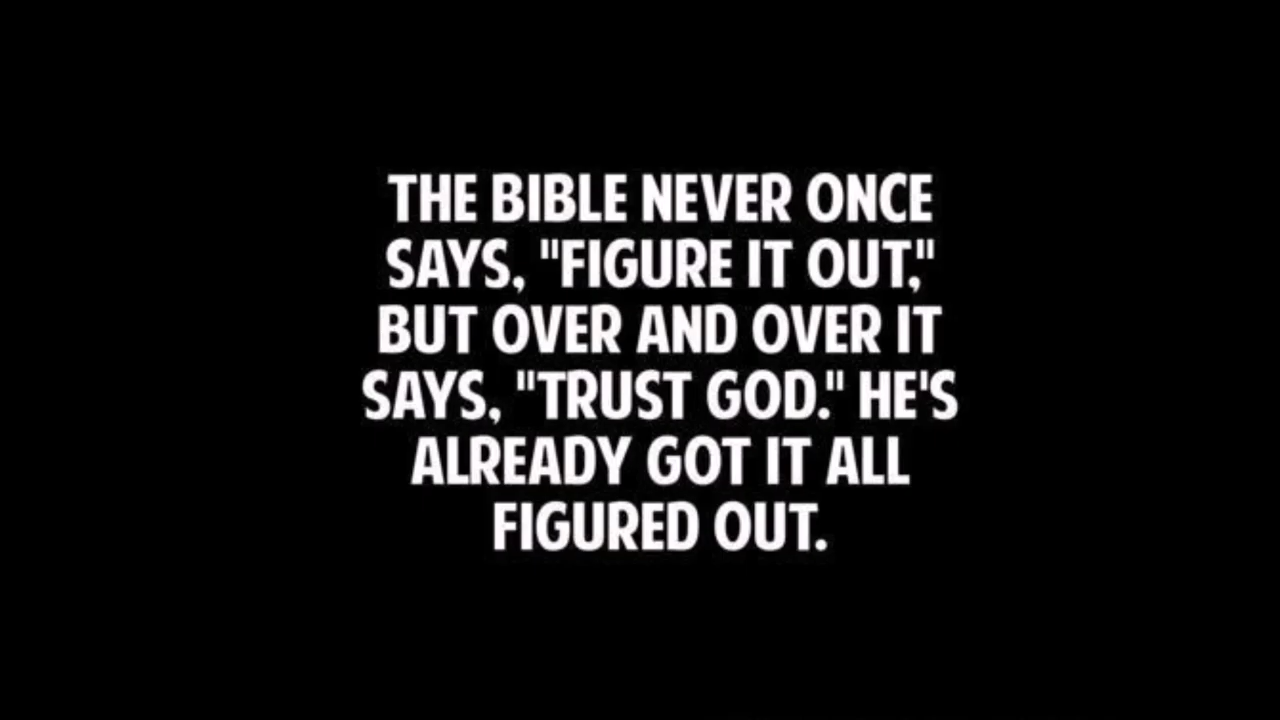 THE BIBLE NEVER ONCE
SAYS, "FIGURE IT OUT,"
BUT OVER AND OVER IT
SAYS, "TRUST GOD." HE'S
ALREADY GOT IT ALL
FIGURED OUT.